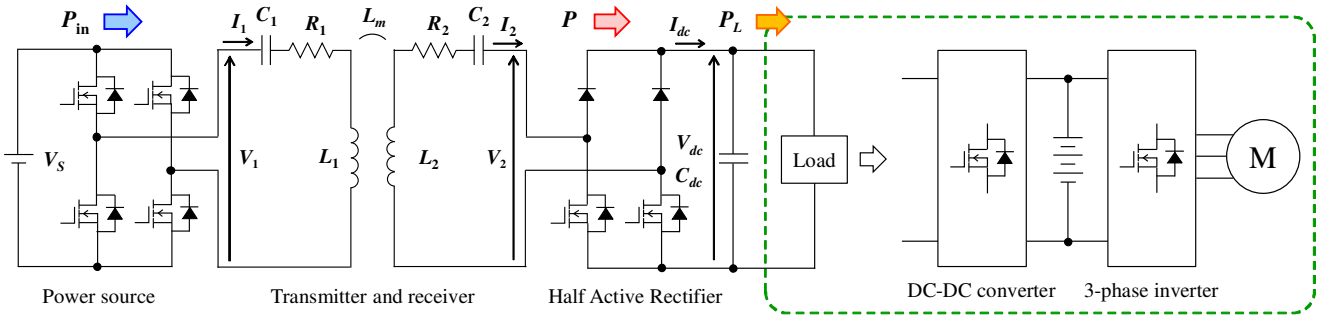 P_in
I_1
C_1
R_1
L_m
R_2
C_2
I_2
P
I_dc
P_L
V_S
V_1
L_1
L_2
V_2
V_dc
C_dc
Load
M
Power source
Transmitter and receiver
Half Active Rectifier
DC-DC converter
3-phase inverter